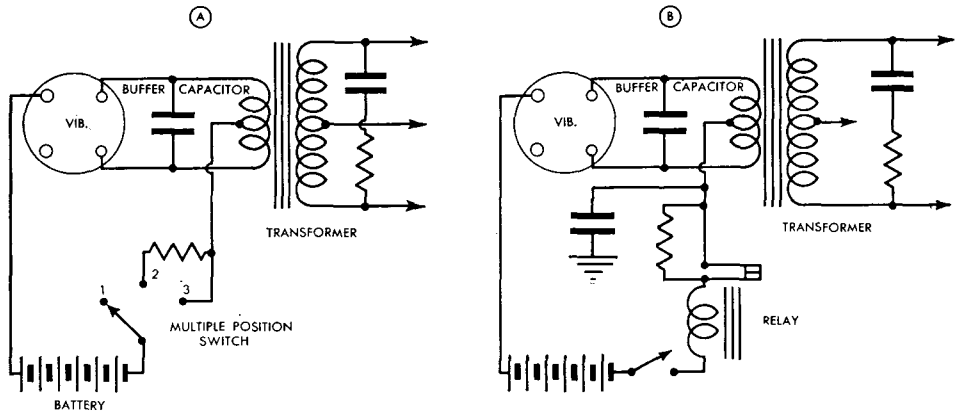 A
VIB.
BUFFER CAPACITOR
TRANSFORMER
1
2
3
MULTIPLE POSITION
SWITCH
BATTERY
B
VIB.
BUFFER CAPACITOR
TRANSFORMER
RELAY